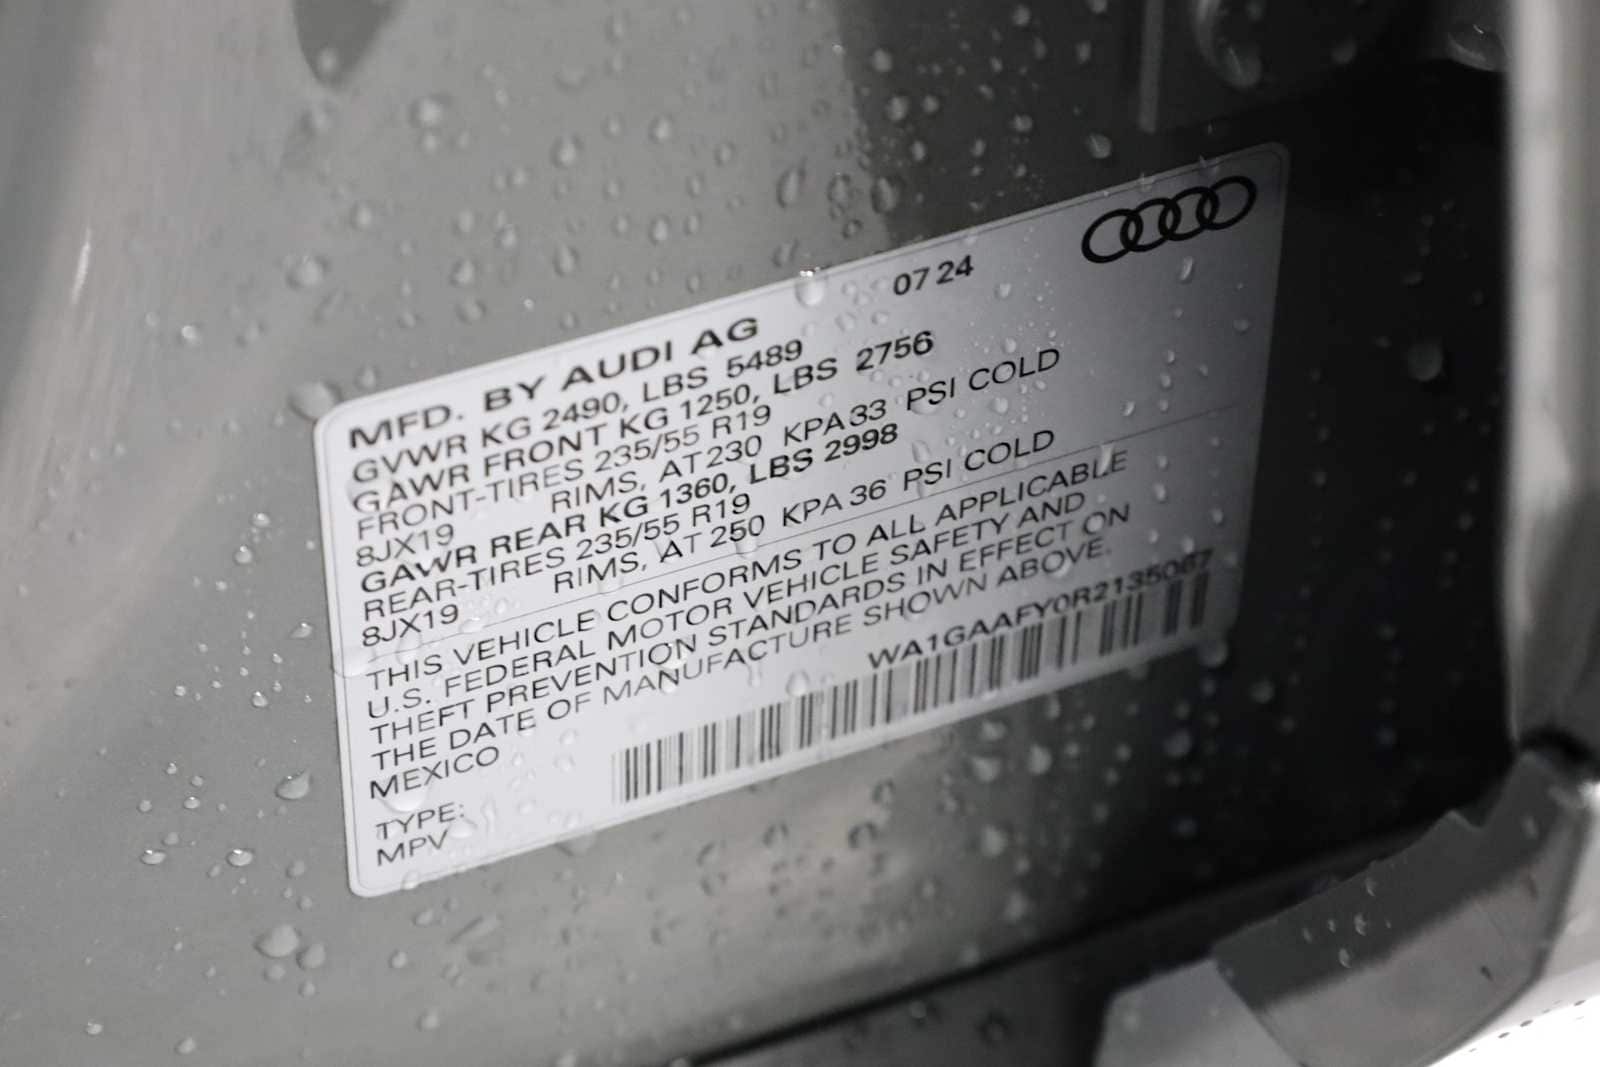 07 24
MFD. BY AUDI AG
GVWR KG 2490, LBS 5489
GAWR FRONT KG 1250, LBS 2756
FRONT-TIRES 235/55 R19
8JX19 RIMS, AT 230 KPA 33 PSI COLD
GAWR REAR KG 1360, LBS 2998
REAR-TIRES 235/55 R19
8JX19 RIMS, AT 250 KPA 36 PSI COLD
THIS VEHICLE CONFORMS TO ALL APPLICABLE
U.S. FEDERAL MOTOR VEHICLE SAFETY AND
THEFT PREVENTION STANDARDS IN EFFECT ON
THE DATE OF MANUFACTURE SHOWN ABOVE.
MEXICO
WA1GAAFY0R2135067
TYPE:
MPV